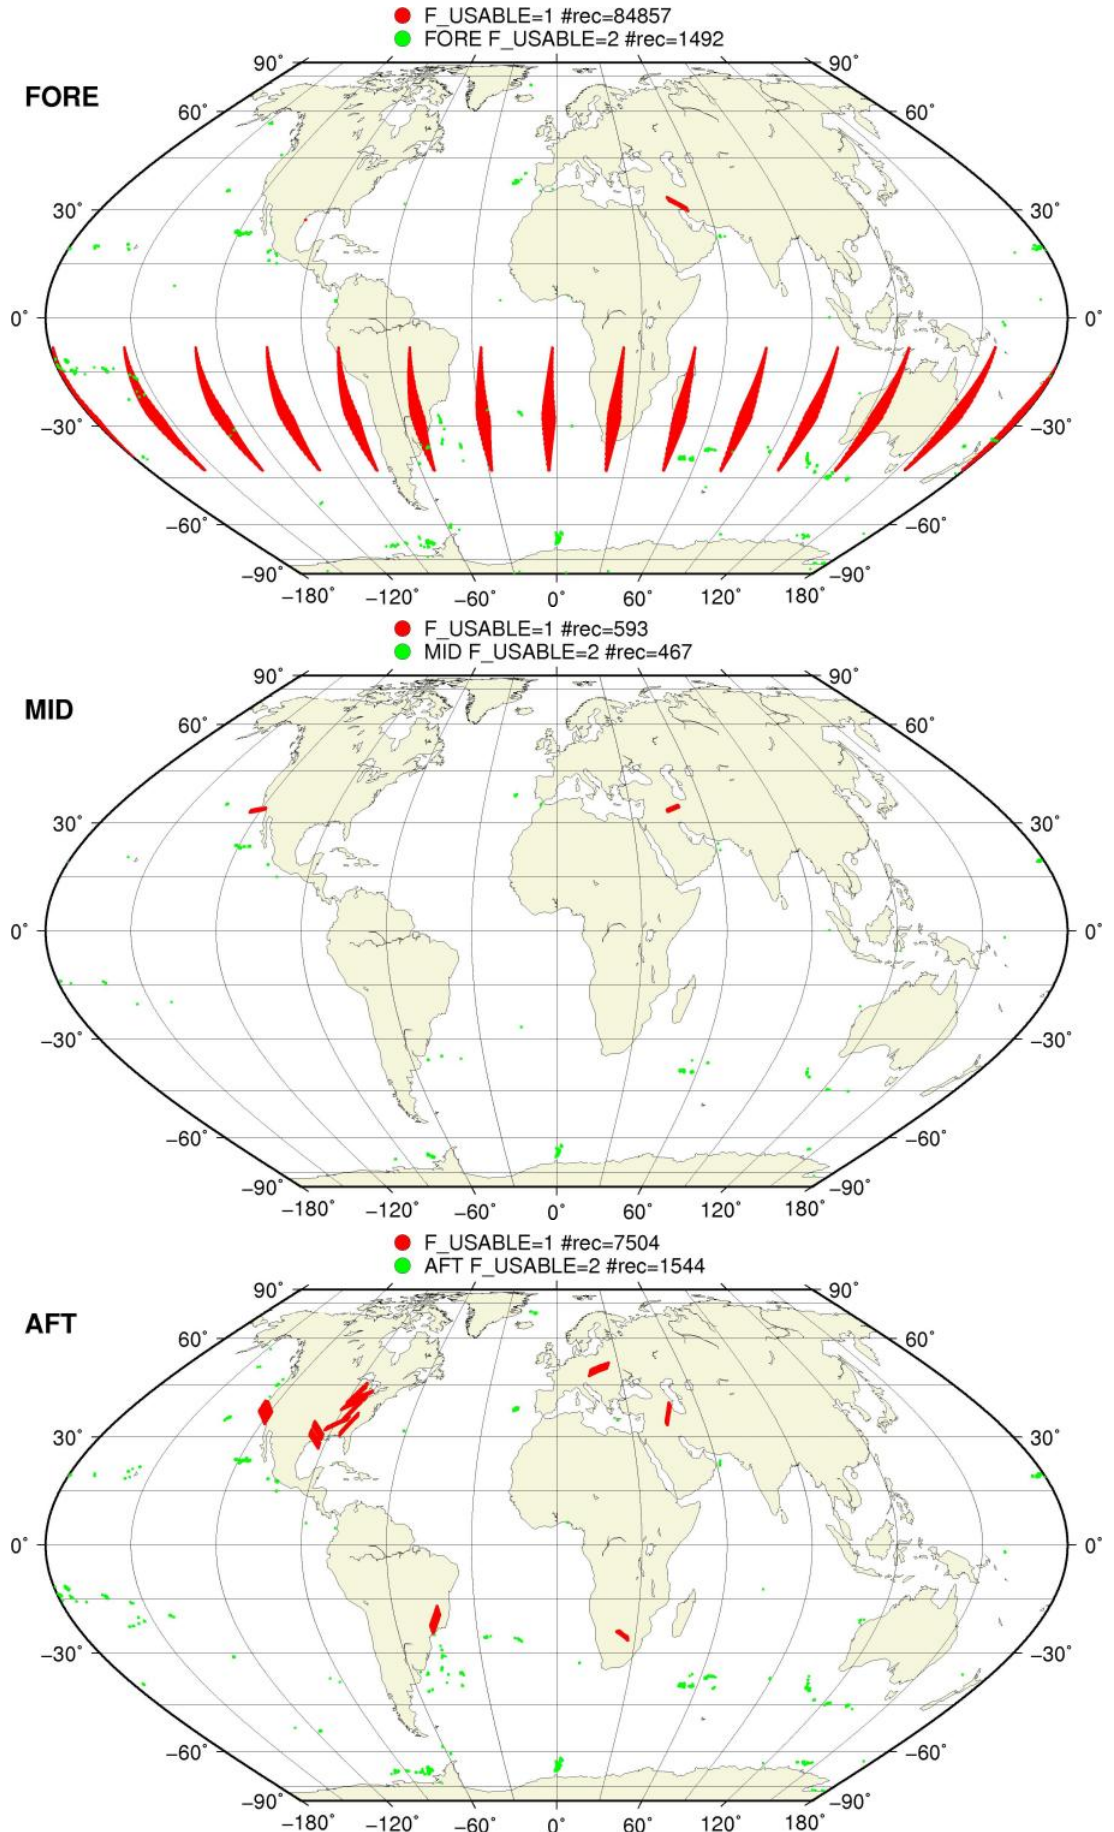 F_USABLE=1 #rec=84857
FORE F_USABLE=2 #rec=1492
FORE
90° 90°
60° 60°
30° 30°
0° 0°
−30° −30°
−60° −60°
−90° −90°
−180° −120° −60° 0° 60° 120° 180°
F_USABLE=1 #rec=593
MID F_USABLE=2 #rec=467
MID
90° 90°
60° 60°
30° 30°
0° 0°
−30° −30°
−60° −60°
−90° −90°
−180° −120° −60° 0° 60° 120° 180°
F_USABLE=1 #rec=7504
AFT F_USABLE=2 #rec=1544
AFT
90° 90°
60° 60°
30° 30°
0° 0°
−30° −30°
−60° −60°
−90° −90°
−180° −120° −60° 0° 60° 120° 180°